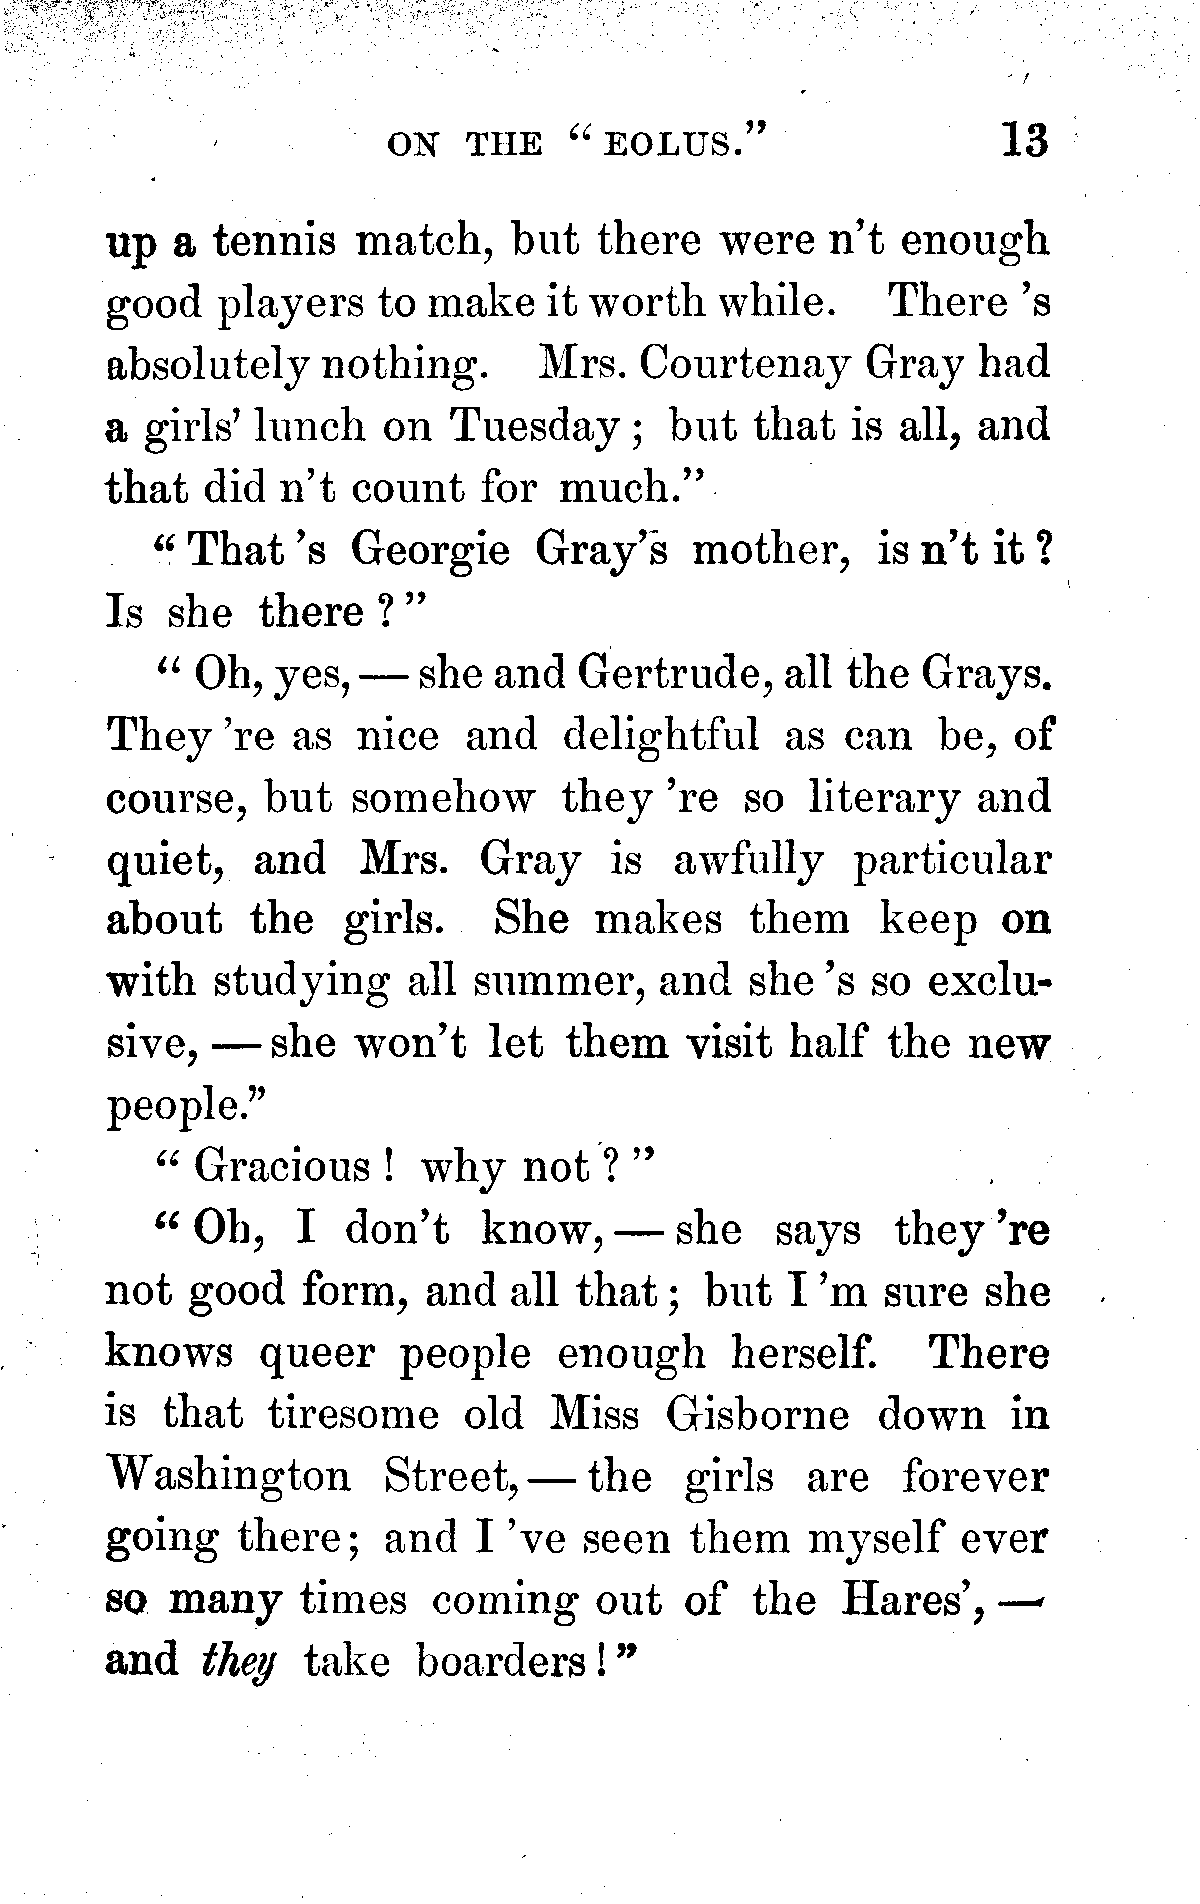 ON THE “EOLUS.” 13
up a tennis match, but there were n’t enough
good players to make it worth while. There ’s
absolutely nothing. Mrs. Courtenay Gray had
a girls’ lunch on Tuesday; but that is all, and
that did n’t count for much.”
“That ’s Georgie Gray’s mother, is n’t it?
Is she there?”
“Oh, yes,—she and Gertrude, all the Grays.
They ’re as nice and delightful as can be, of
course, but somehow they ’re so literary and
quiet, and Mrs. Gray is awfully particular
about the girls. She makes them keep on
with studying all summer, and she ’s so exclu-
sive,—she won’t let them visit half the new
people.”
“Gracious! why not?”
“Oh, I don’t know,—she says they ’re
not good form, and all that; but I ’m sure she
knows queer people enough herself. There
is that tiresome old Miss Gisborne down in
Washington Street,—the girls are forever
going there; and I ’ve seen them myself ever
so many times coming out of the Hares’,—
and they take boarders!”